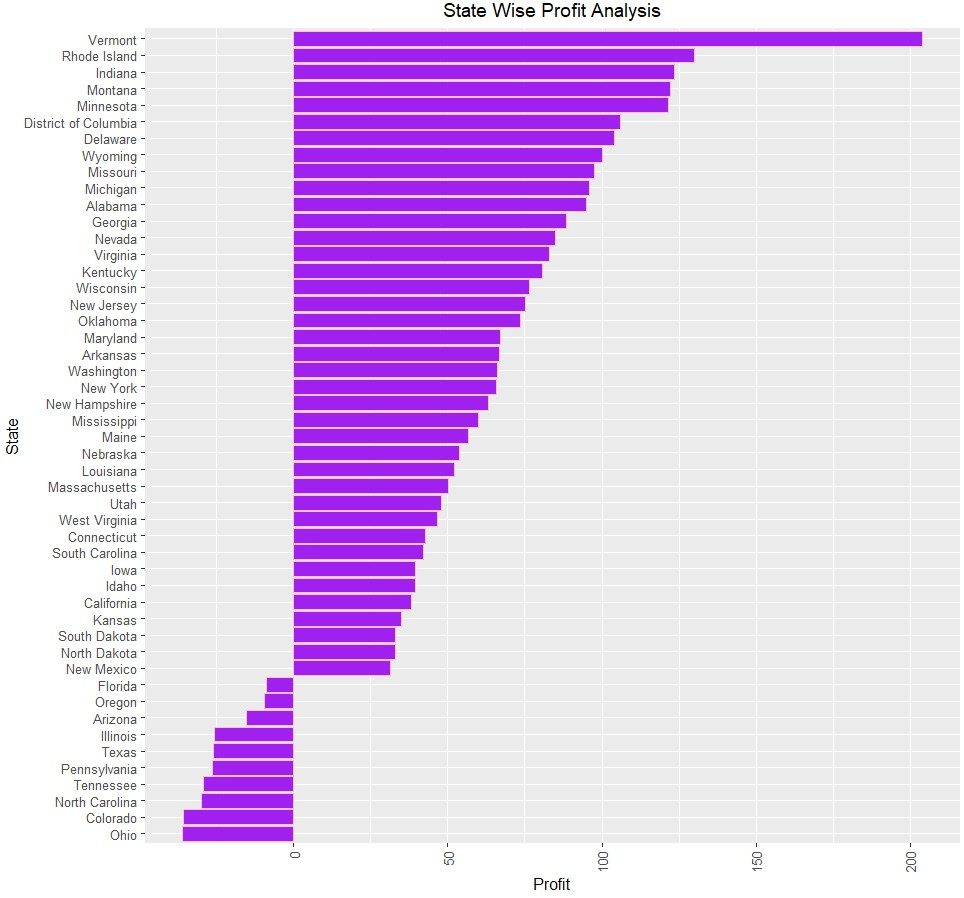 State Wise Profit Analysis
Vermont
Rhode Island
Indiana
Montana
Minnesota
District of Columbia
Delaware
Wyoming
Missouri
Michigan
Alabama
Georgia
Nevada
Virginia
Kentucky
Wisconsin
New Jersey
Oklahoma
Maryland
Arkansas
Washington
New York
New Hampshire
Mississippi
Maine
Nebraska
Louisiana
Massachusetts
Utah
West Virginia
Connecticut
South Carolina
Iowa
Idaho
California
Kansas
South Dakota
North Dakota
New Mexico
Florida
Oregon
Arizona
Illinois
Texas
Pennsylvania
Tennessee
North Carolina
Colorado
Ohio
State
0 50 100 150 200
Profit